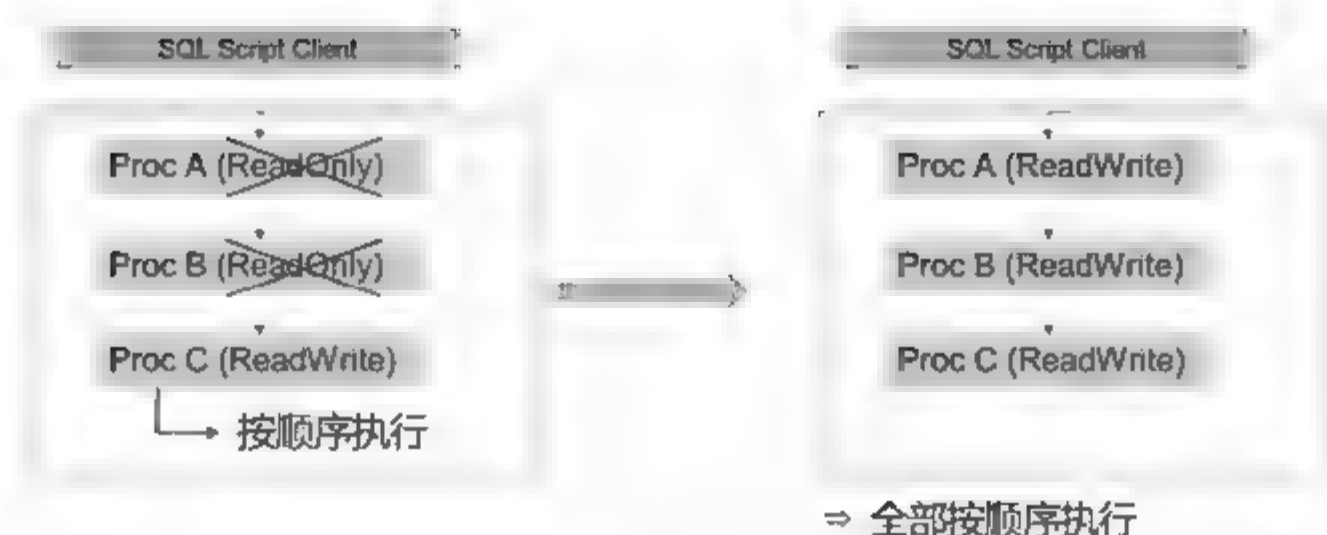 SQL Script Client
Proc A (ReadOnly)
Proc B (ReadOnly)
Proc C (ReadWrite)
按顺序执行
SQL Script Client
Proc A (ReadWrite)
Proc B (ReadWrite)
Proc C (ReadWrite)
⇒ 全部按顺序执行